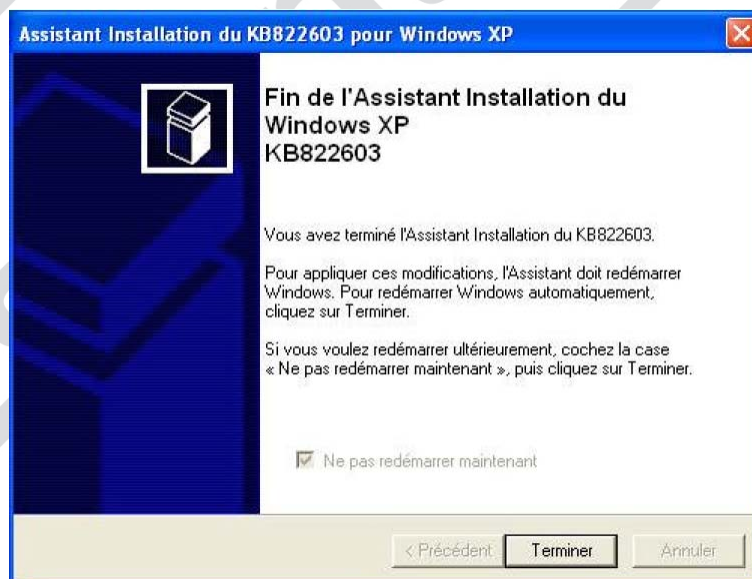 Assistant Installation du KB822603 pour Windows XP
Fin de l'Assistant Installation du
Windows XP
KB822603
Vous avez terminé l'Assistant Installation du KB822603.
Pour appliquer ces modifications, l'Assistant doit redémarrer
Windows. Pour redémarrer Windows automatiquement,
cliquez sur Terminer.
Si vous voulez redémarrer ultérieurement, cochez la case
« Ne pas redémarrer maintenant », puis cliquez sur Terminer.
Ne pas redémarrer maintenant
< Précédent Terminer Annuler